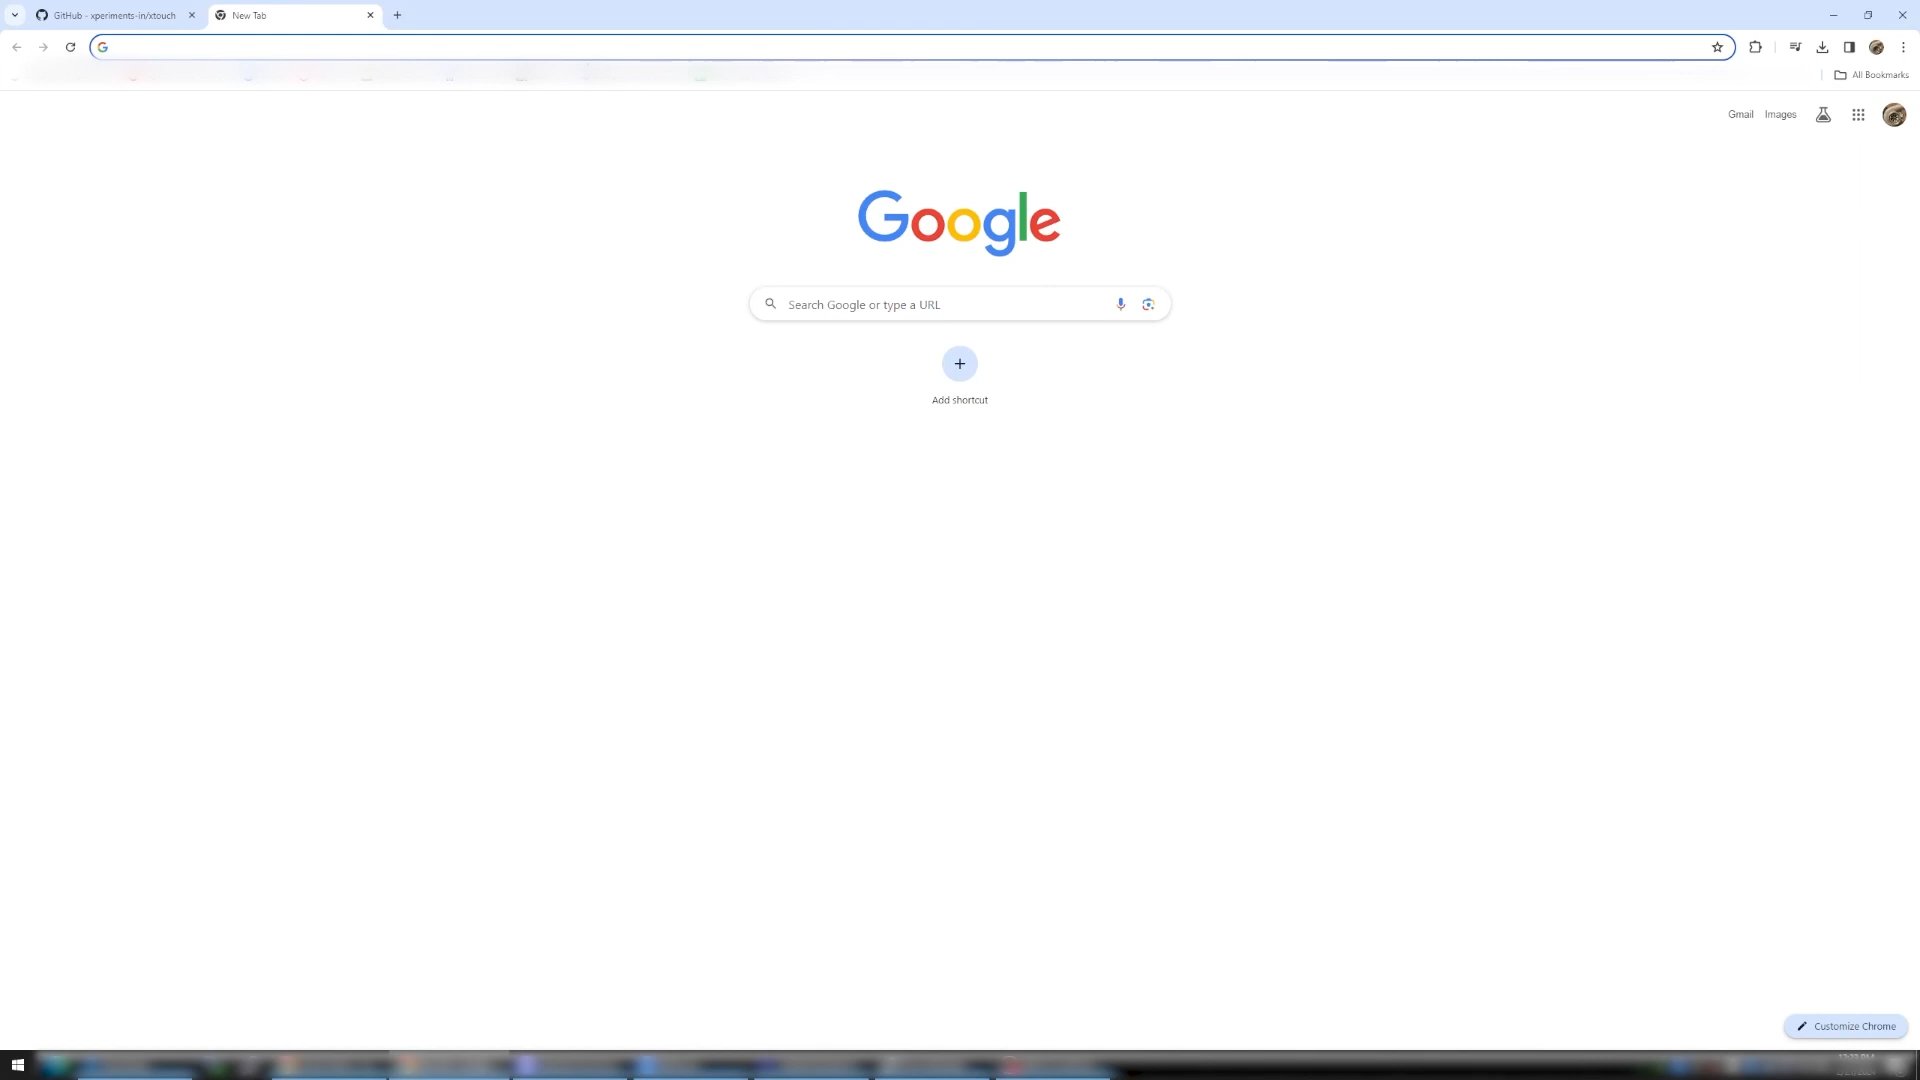 GitHub - xperiments-in/xtouch
New Tab
All Bookmarks
Gmail Images
Google
Search Google or type a URL
Add shortcut
Customize Chrome